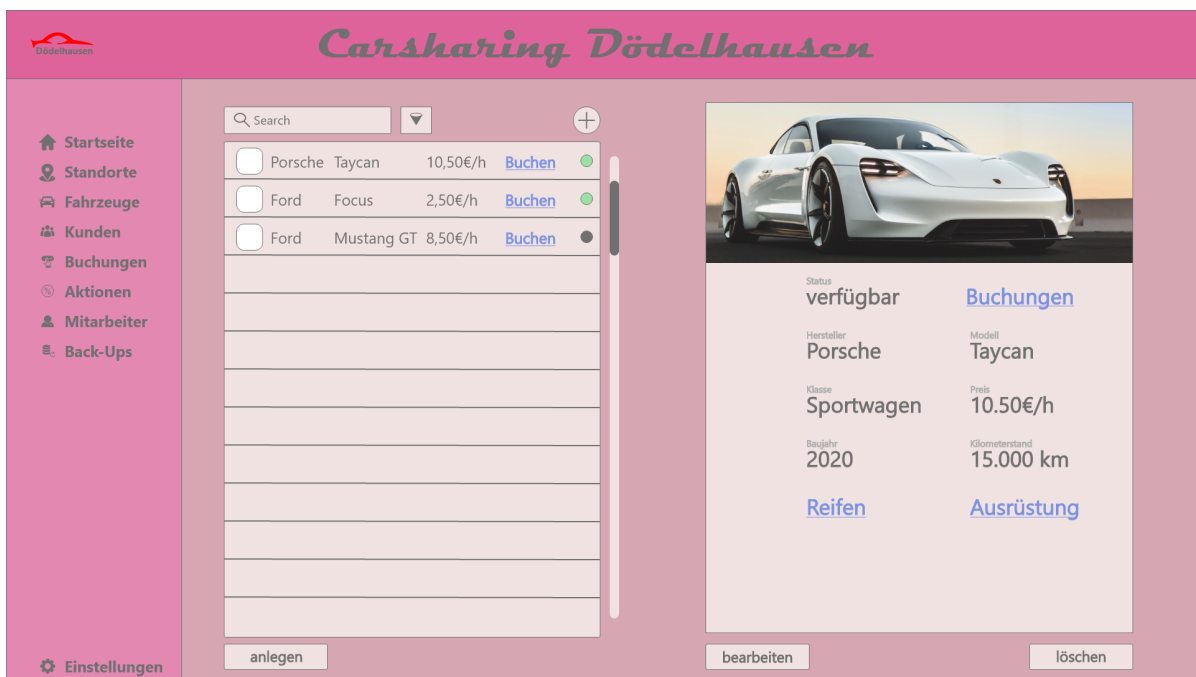 Dödelhausen
Carsharing Dödelhausen
Startseite
Standorte
Fahrzeuge
Kunden
Buchungen
Aktionen
Mitarbeiter
Back-Ups
Einstellungen
Search
Porsche Taycan 10,50€/h Buchen
Ford Focus 2,50€/h Buchen
Ford Mustang GT 8,50€/h Buchen
anlegen
Status
verfügbar Buchungen
Hersteller Modell
Porsche Taycan
Klasse Preis
Sportwagen 10.50€/h
Baujahr Kilometerstand
2020 15.000 km
Reifen Ausrüstung
bearbeiten löschen